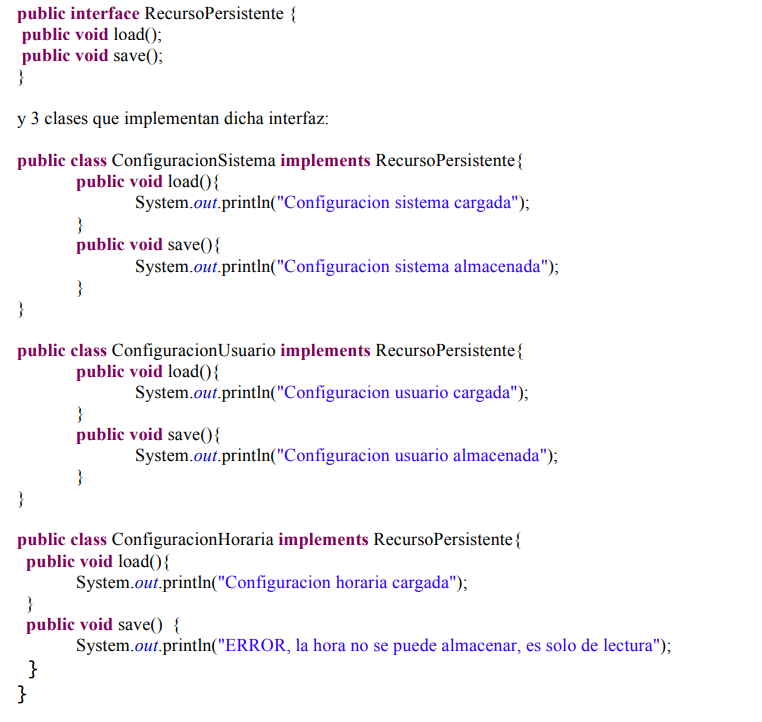 public interface RecursoPersistente {
public void load();
public void save();
}
y 3 clases que implementan dicha interfaz:
public class ConfiguracionSistema implements RecursoPersistente{
public void load(){
System.out.println("Configuracion sistema cargada");
}
public void save(){
System.out.println("Configuracion sistema almacenada");
}
}
public class ConfiguracionUsuario implements RecursoPersistente{
public void load(){
System.out.println("Configuracion usuario cargada");
}
public void save(){
System.out.println("Configuracion usuario almacenada");
}
}
public class ConfiguracionHoraria implements RecursoPersistente{
public void load(){
System.out.println("Configuracion horaria cargada");
}
public void save() {
System.out.println("ERROR, la hora no se puede almacenar, es solo de lectura");
}
}